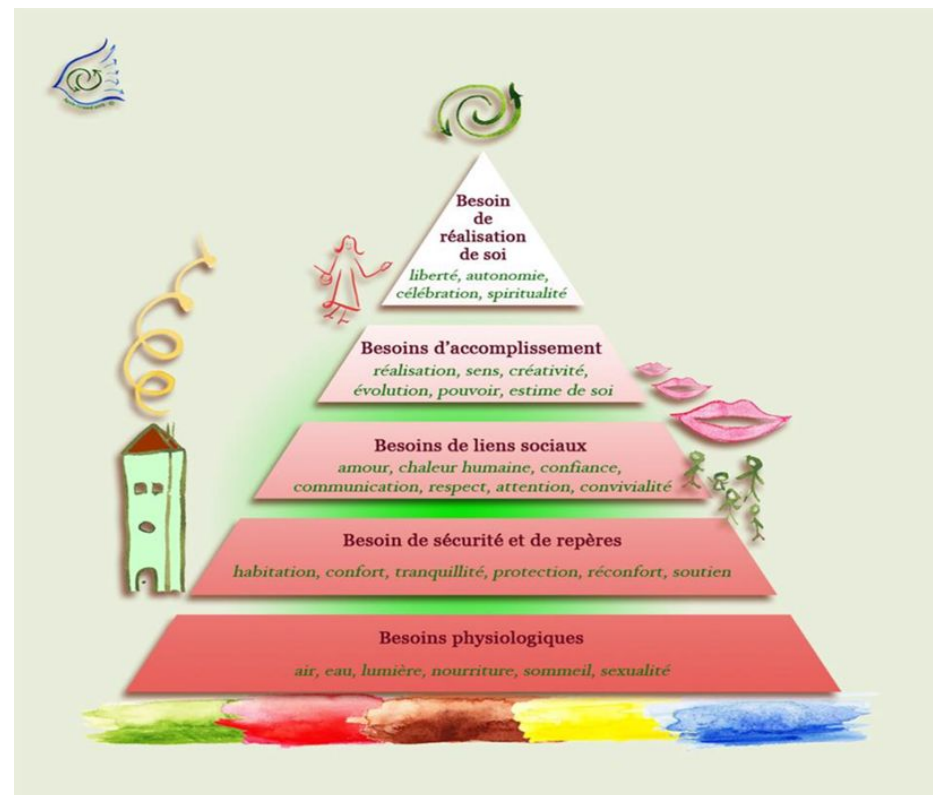 Besoin
de
réalisation
de soi
liberté, autonomie,
célébration, spiritualité
Besoins d'accomplissement
réalisation, sens, créativité,
évolution, pouvoir, estime de soi
Besoins de liens sociaux
amour, chaleur humaine, confiance,
communication, respect, attention, convivialité
Besoin de sécurité et de repères
habitation, confort, tranquillité, protection, réconfort, soutien
Besoins physiologiques
air, eau, lumière, nourriture, sommeil, sexualité